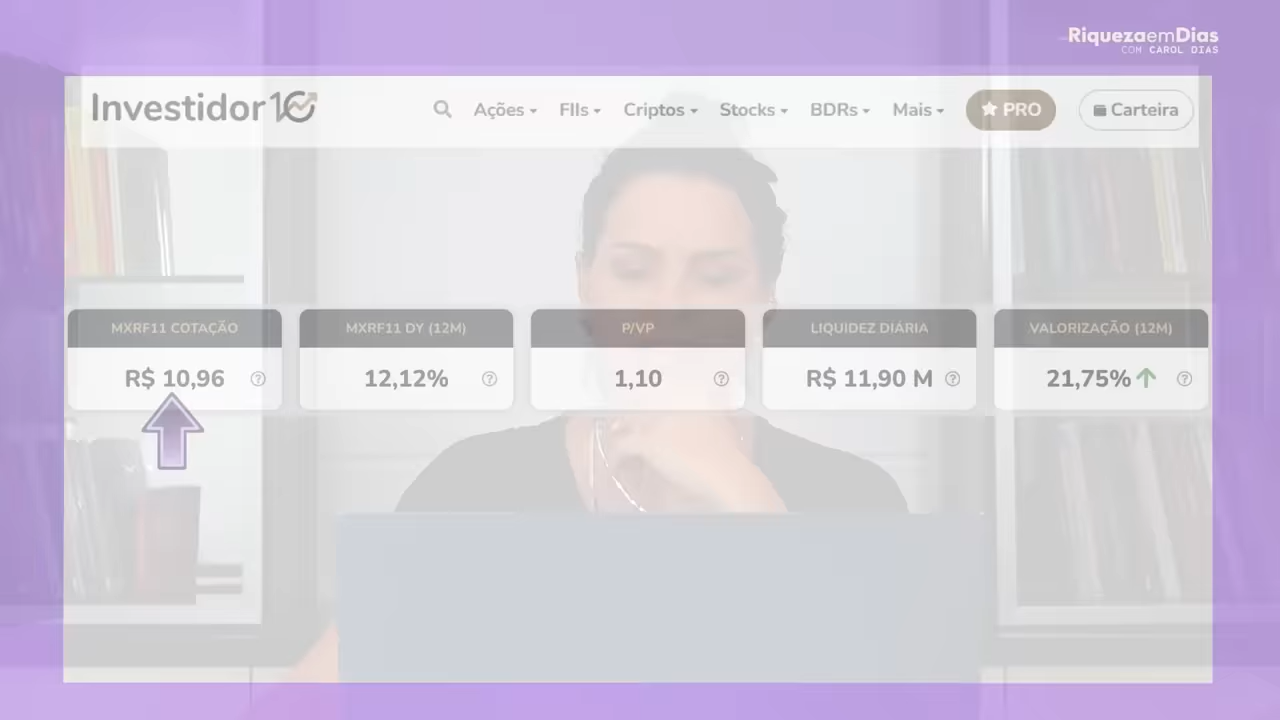 RiquezaemDias
COM CAROL DIAS
Investidor10
Ações
FIIs
Criptos
Stocks
BDRs
Mais
PRO
Carteira
MXRF11 COTAÇÃO
MXRF11 DY (12M)
P/VP
LIQUIDEZ DIÁRIA
VALORIZAÇÃO (12M)
R$ 10,96
12,12%
1,10
R$ 11,90 M
21,75%